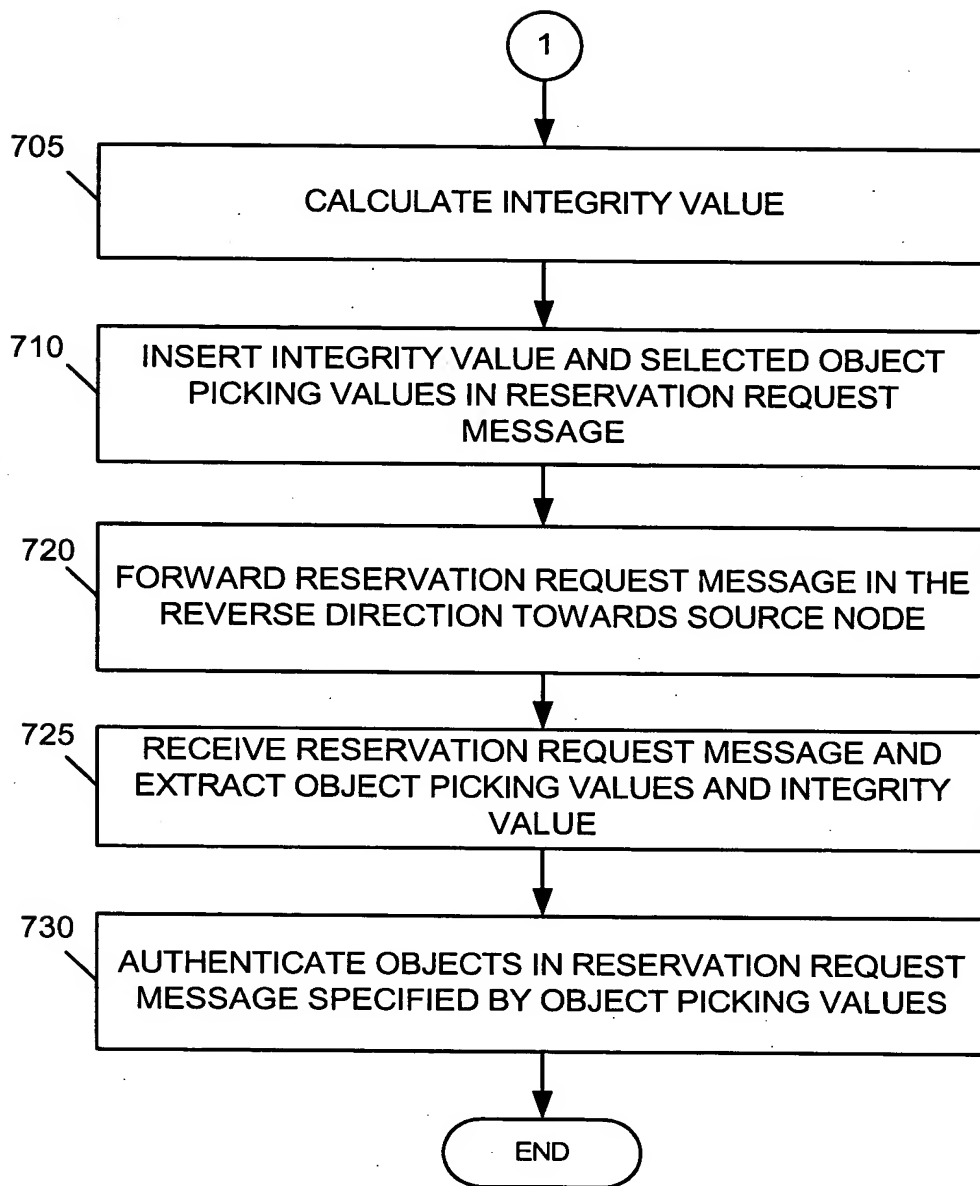 1
705
CALCULATE INTEGRITY VALUE
710
INSERT INTEGRITY VALUE AND SELECTED OBJECT
PICKING VALUES IN RESERVATION REQUEST
MESSAGE
720
FORWARD RESERVATION REQUEST MESSAGE IN THE
REVERSE DIRECTION TOWARDS SOURCE NODE
725
RECEIVE RESERVATION REQUEST MESSAGE AND
EXTRACT OBJECT PICKING VALUES AND INTEGRITY
VALUE
730
AUTHENTICATE OBJECTS IN RESERVATION REQUEST
MESSAGE SPECIFIED BY OBJECT PICKING VALUES
END